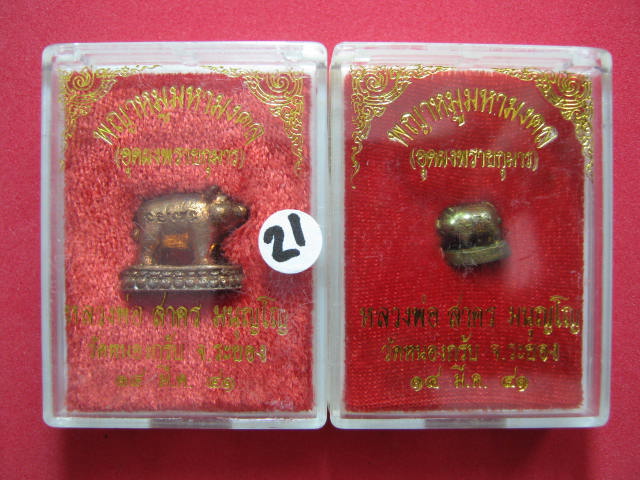 พญาหมูมหามงคล
(อุดผงพรายกุมาร)
21
หลวงพ่อ สาคร มนุญฺโญ
วัดหนองกรับ จ.ระยอง
๑๘ มี.ค. ๔๑
พญาหมูมหามงคล
(อุดผงพรายกุมาร)
หลวงพ่อ สาคร มนุญฺโญ
วัดหนองกรับ จ.ระยอง
๑๘ มี.ค. ๔๑